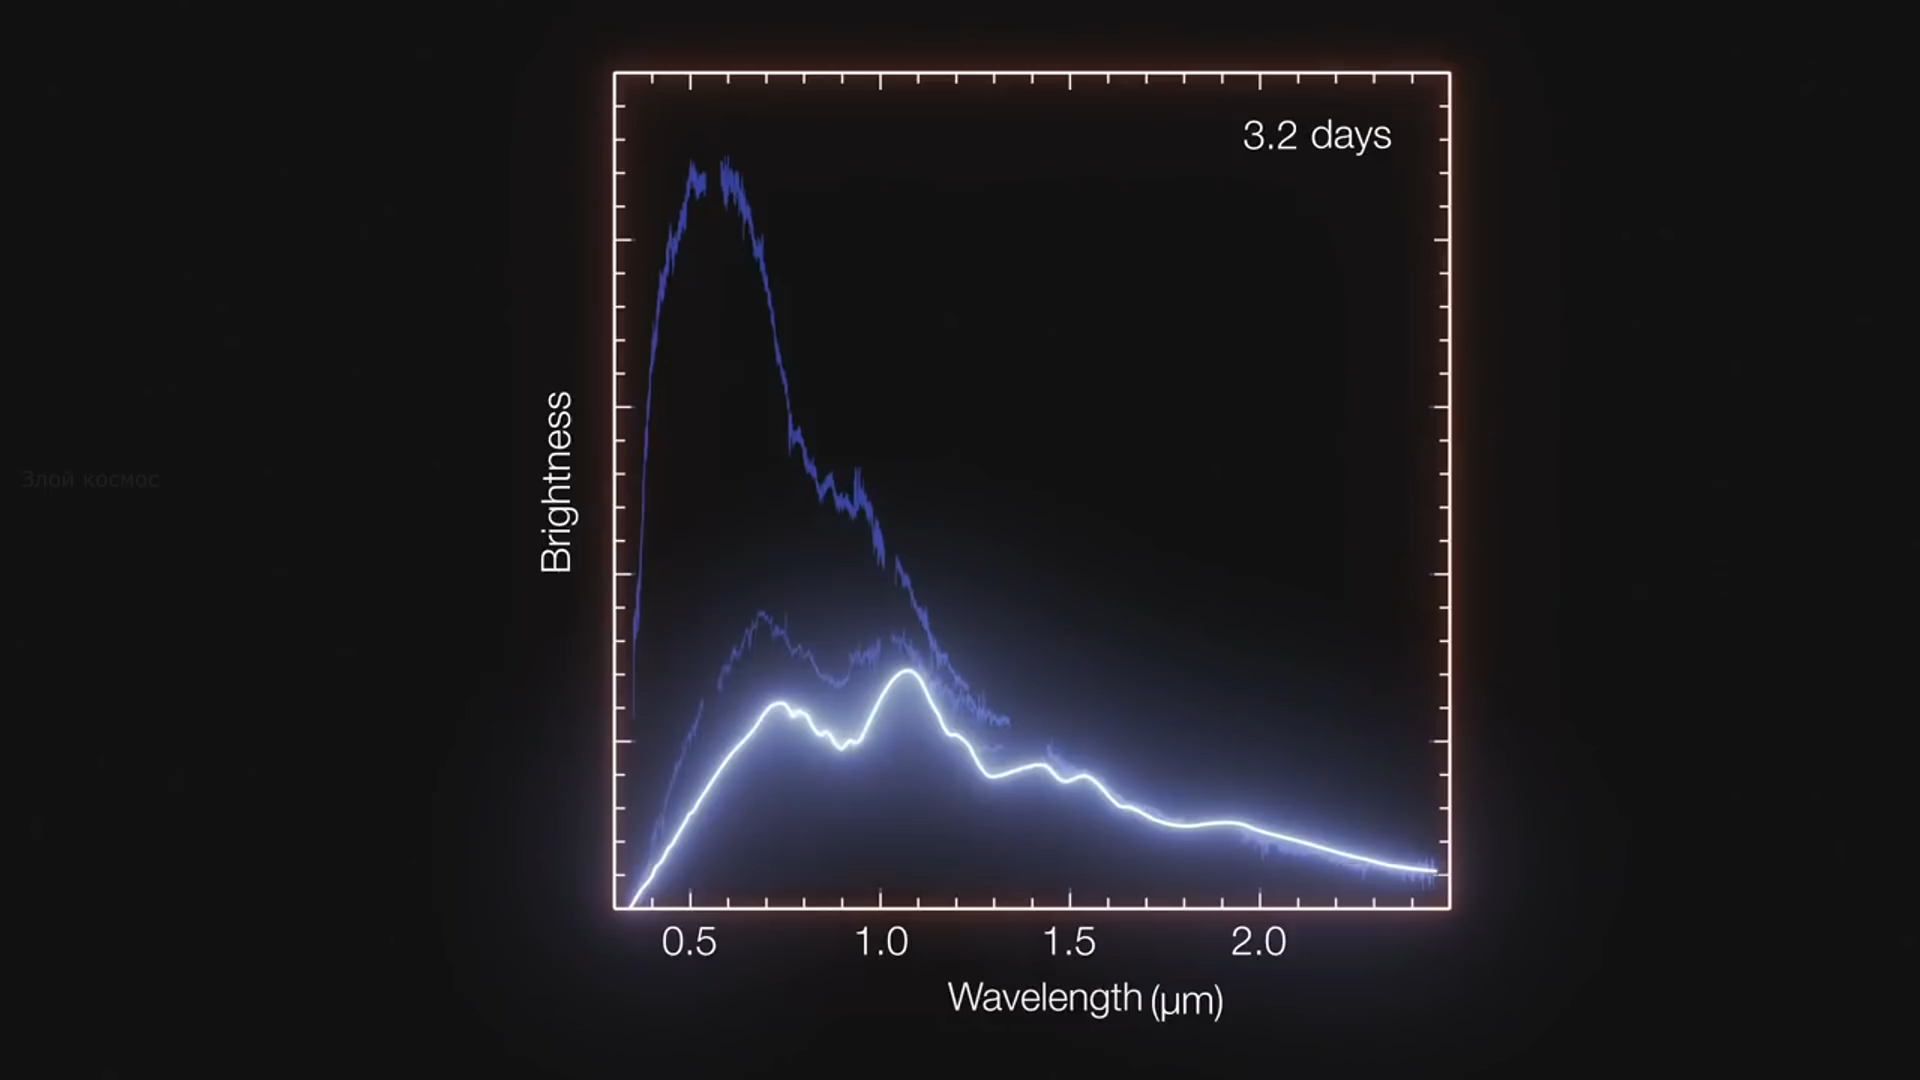 3.2 days
Brightness
Злой космос
0.5 1.0 1.5 2.0
Wavelength (μm)